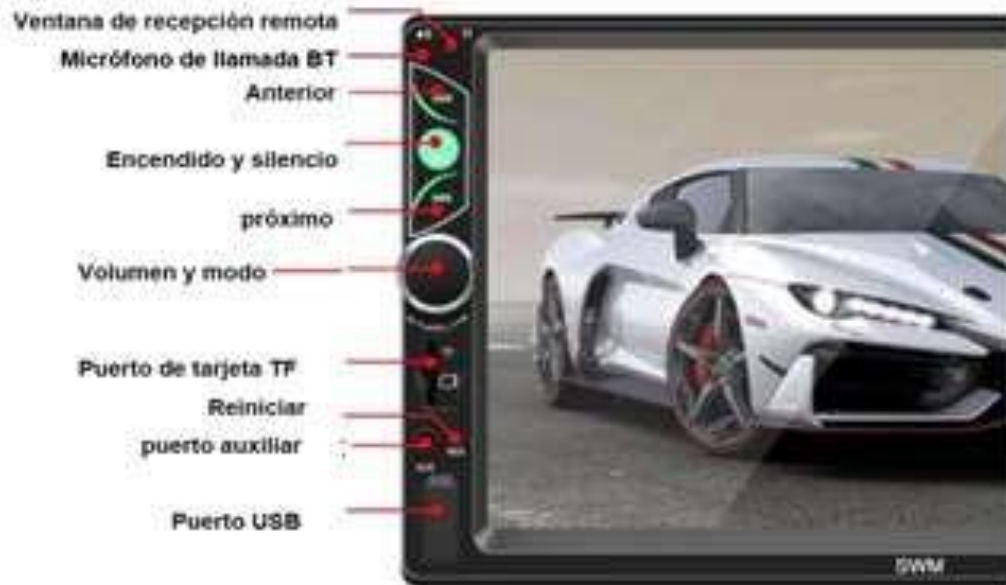 Ventana de recepción remota
Micrófono de llamada BT
Anterior
Encendido y silencio
próximo
Volumen y modo
Puerto de tarjeta TF
Reiniciar
puerto auxiliar
Puerto USB
SWM